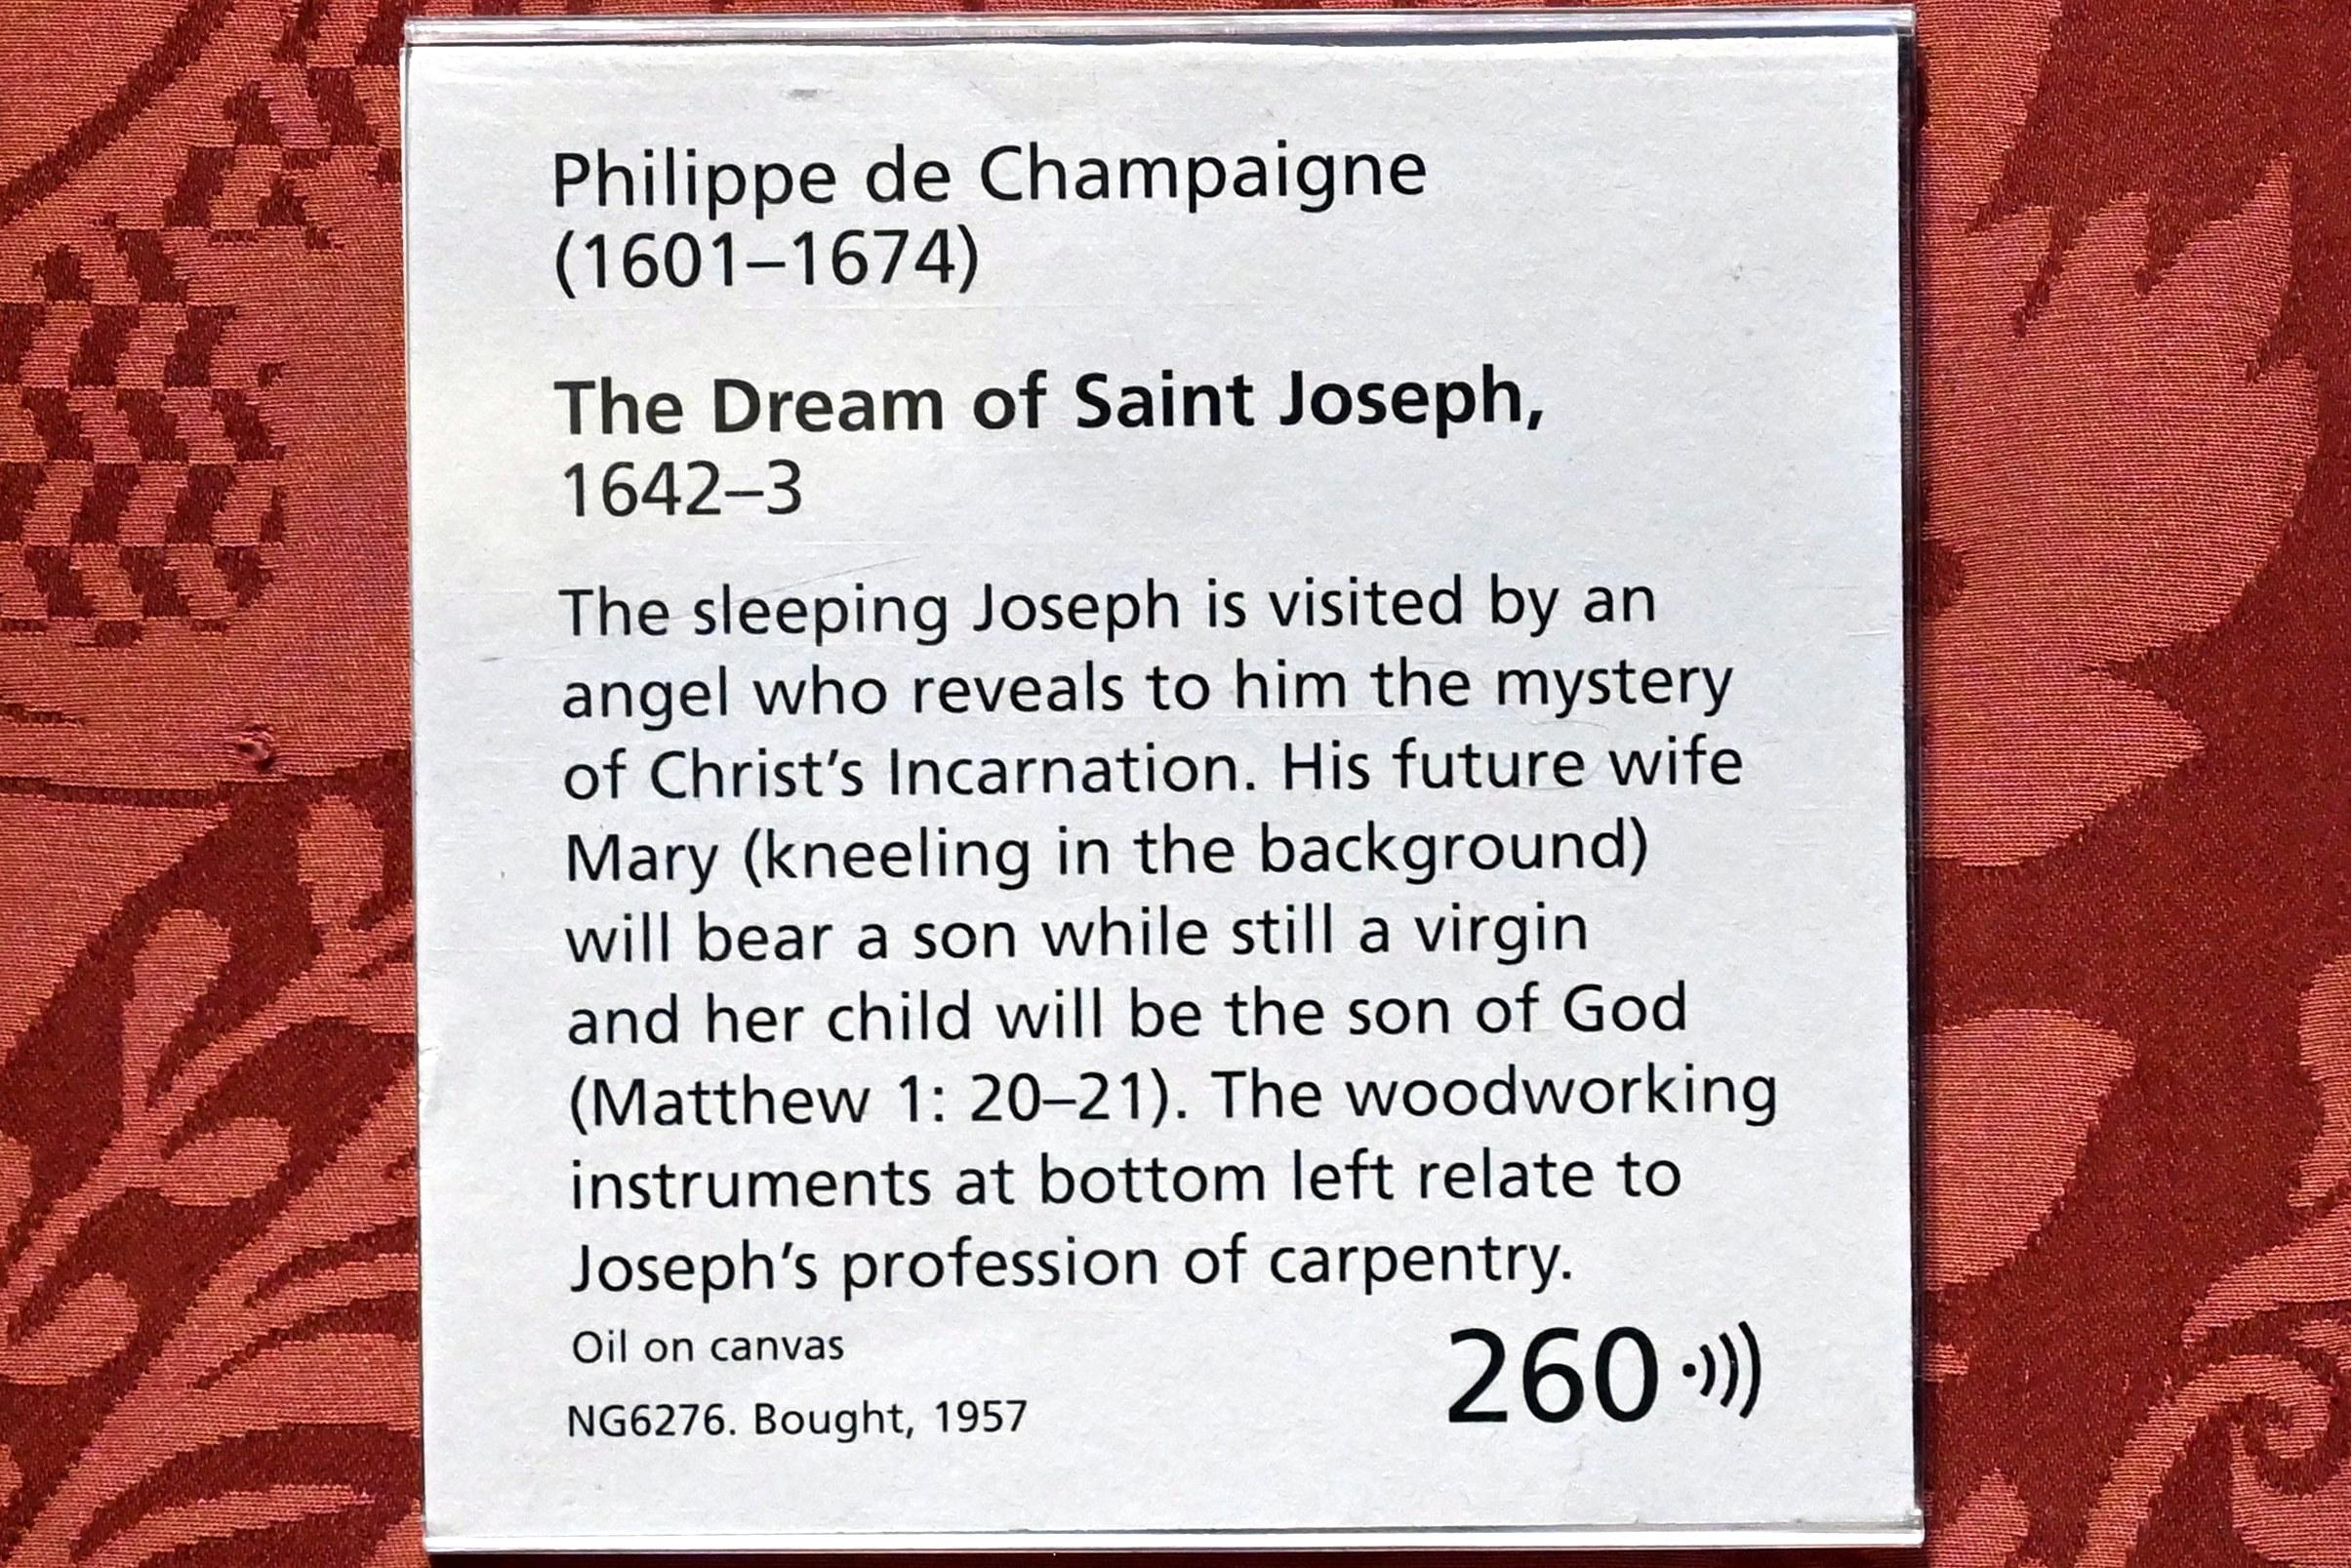 Philippe de Champaigne
(1601–1674)
The Dream of Saint Joseph,
1642–3
The sleeping Joseph is visited by an
angel who reveals to him the mystery
of Christ’s Incarnation. His future wife
Mary (kneeling in the background)
will bear a son while still a virgin
and her child will be the son of God
(Matthew 1: 20–21). The woodworking
instruments at bottom left relate to
Joseph’s profession of carpentry.
Oil on canvas
NG6276. Bought, 1957
260